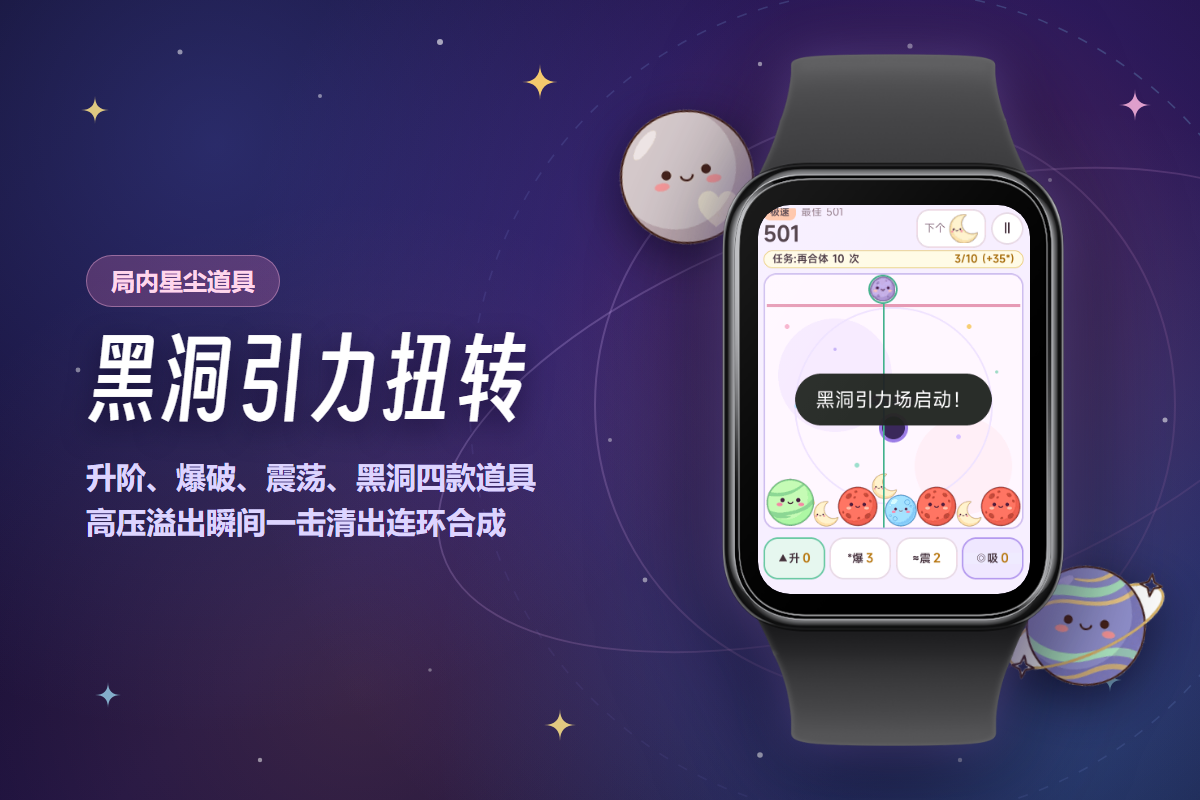 局内星尘道具
黑洞引力扭转
升阶、爆破、震荡、黑洞四款道具
高压溢出瞬间一击清出连环合成
极速 最佳 501
501
下个
任务:再合体 10 次 3/10 (+35*)
黑洞引力场启动!
▲升 0 *爆 3 ≈震 2 ◎吸 0